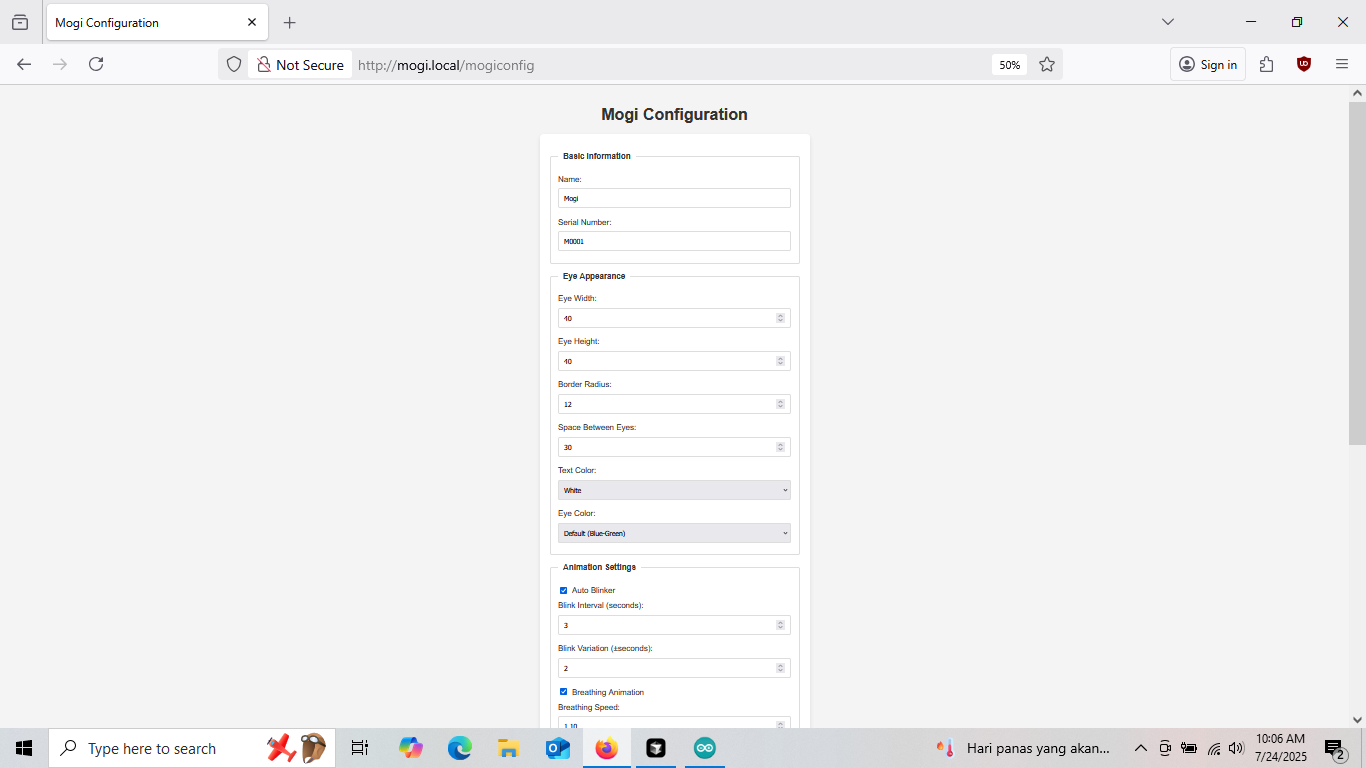 Mogi Configuration
Not Secure
http://mogi.local/mogiconfig
50%
Sign in
Mogi Configuration
Basic Information
Name:
Mogi
Serial Number:
M0001
Eye Appearance
Eye Width:
40
Eye Height:
40
Border Radius:
12
Space Between Eyes:
30
Text Color:
White
Eye Color:
Default (Blue-Green)
Animation Settings
Auto Blinker
Blink Interval (seconds):
3
Blink Variation (±seconds):
2
Breathing Animation
Breathing Speed:
1.10
Type here to search
Hari panas yang akan...
10:06 AM
7/24/2025
2